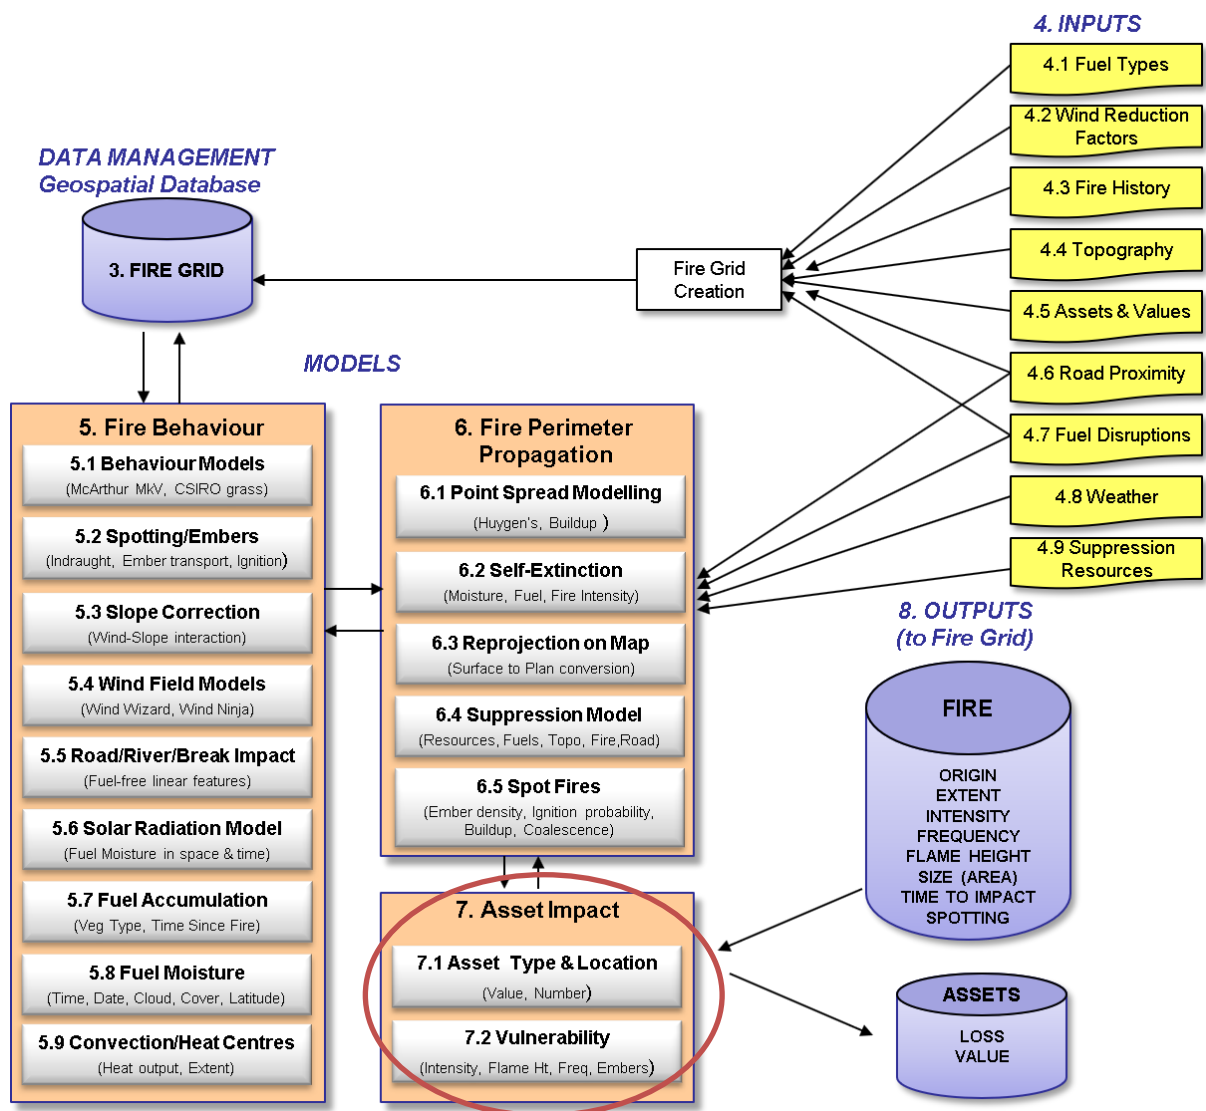 4. INPUTS
4.1 Fuel Types
4.2 Wind Reduction
Factors
4.3 Fire History
4.4 Topography
4.5 Assets & Values
4.6 Road Proximity
4.7 Fuel Disruptions
4.8 Weather
4.9 Suppression
Resources
DATA MANAGEMENT
Geospatial Database
3. FIRE GRID
Fire Grid
Creation
MODELS
5. Fire Behaviour
5.1 Behaviour Models
(McArthur MkV, CSIRO grass)
5.2 Spotting/Embers
(Indraught, Ember transport, Ignition)
5.3 Slope Correction
(Wind-Slope interaction)
5.4 Wind Field Models
(Wind Wizard, Wind Ninja)
5.5 Road/River/Break Impact
(Fuel-free linear features)
5.6 Solar Radiation Model
(Fuel Moisture in space & time)
5.7 Fuel Accumulation
(Veg Type, Time Since Fire)
5.8 Fuel Moisture
(Time, Date, Cloud, Cover, Latitude)
5.9 Convection/Heat Centres
(Heat output, Extent)
6. Fire Perimeter
Propagation
6.1 Point Spread Modelling
(Huygen's, Buildup )
6.2 Self-Extinction
(Moisture, Fuel, Fire Intensity)
6.3 Reprojection on Map
(Surface to Plan conversion)
6.4 Suppression Model
(Resources, Fuels, Topo, Fire,Road)
6.5 Spot Fires
(Ember density, Ignition probability,
Buildup, Coalescence)
7. Asset Impact
7.1 Asset Type & Location
(Value, Number)
7.2 Vulnerability
(Intensity, Flame Ht, Freq, Embers)
8. OUTPUTS
(to Fire Grid)
FIRE
ORIGIN
EXTENT
INTENSITY
FREQUENCY
FLAME HEIGHT
SIZE (AREA)
TIME TO IMPACT
SPOTTING
ASSETS
LOSS
VALUE